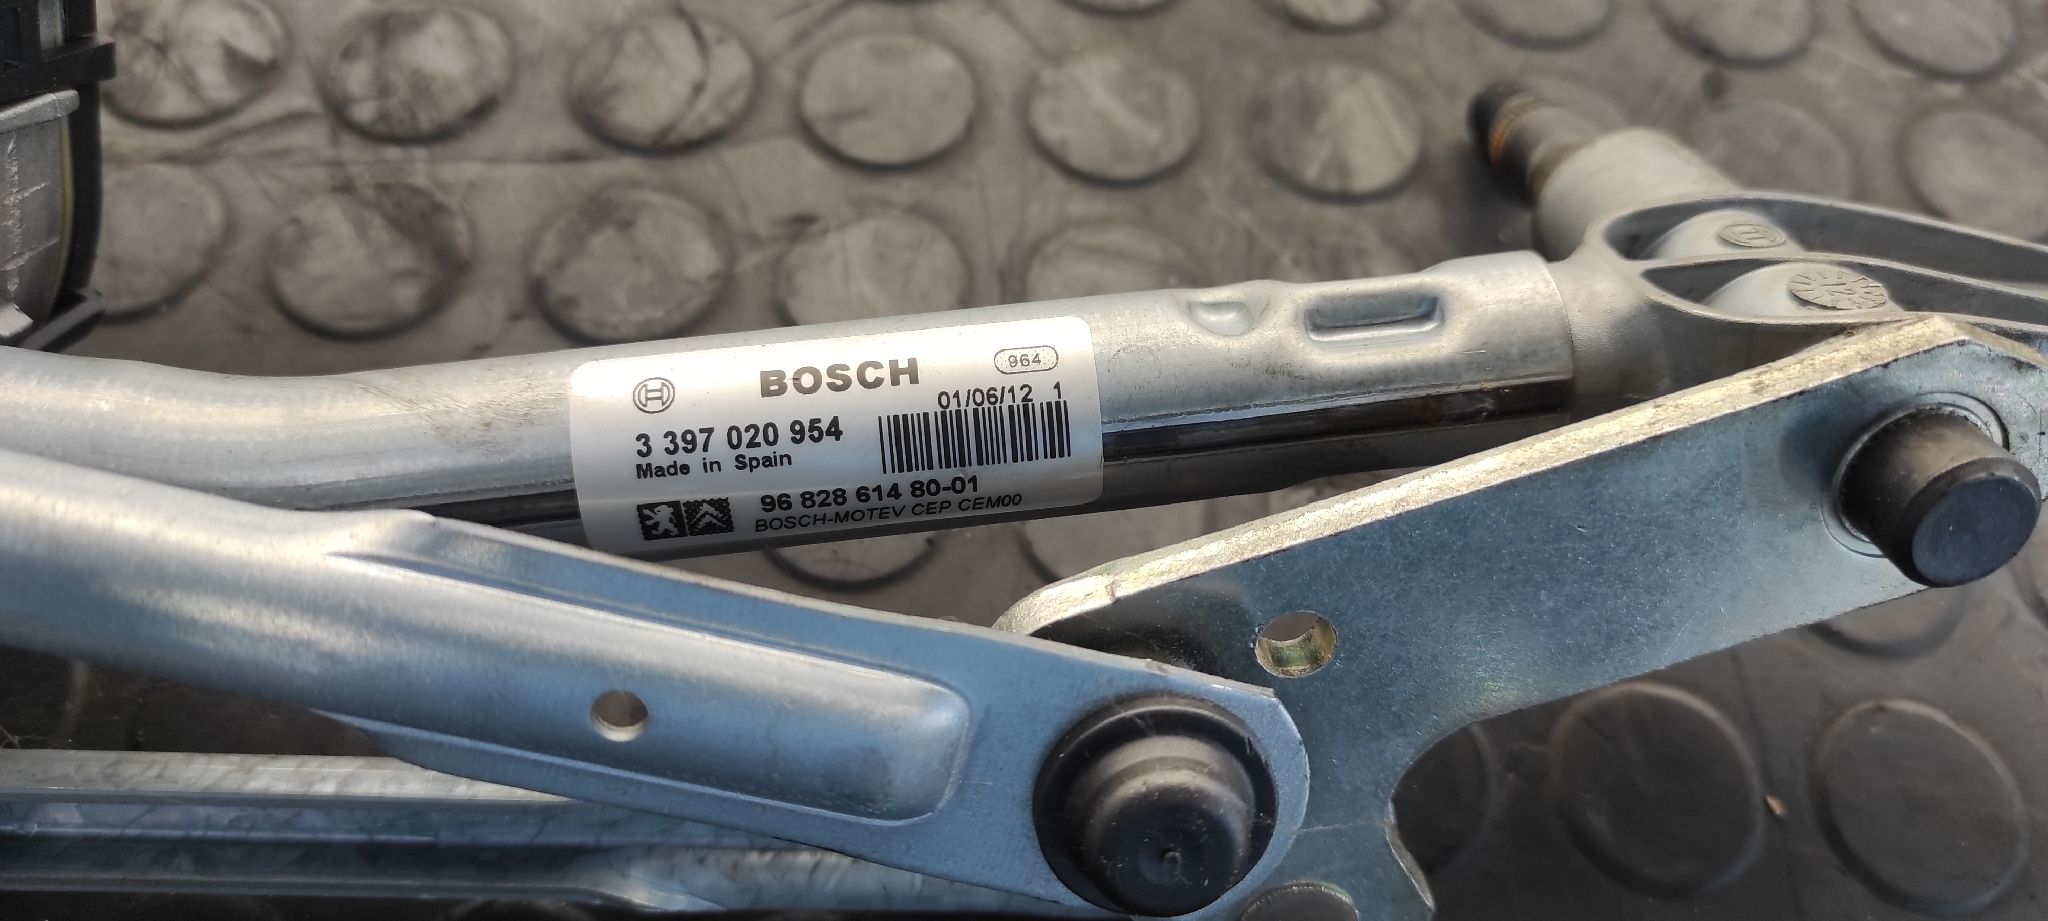 BOSCH
964
01/06/12 1
3 397 020 954
Made in Spain
96 828 614 80-01
BOSCH-MOTEV CEP CEM00